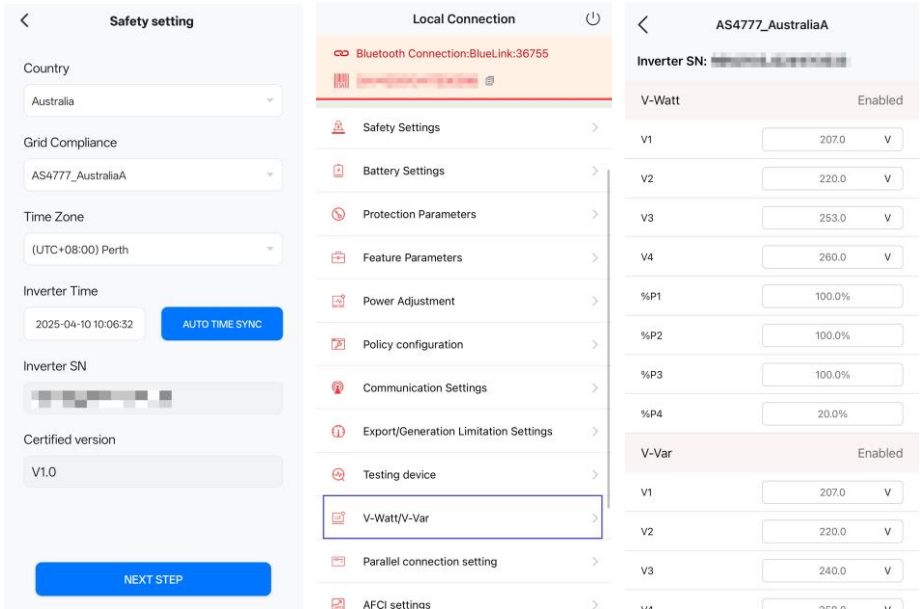 Safety setting
Country
Australia
Grid Compliance
AS4777_AustraliaA
Time Zone
(UTC+08:00) Perth
Inverter Time
2025-04-10 10:06:32
AUTO TIME SYNC
Inverter SN
Certified version
V1.0
NEXT STEP
Local Connection
Bluetooth Connection:BlueLink:36755
Safety Settings
Battery Settings
Protection Parameters
Feature Parameters
Power Adjustment
Policy configuration
Communication Settings
Export/Generation Limitation Settings
Testing device
V-Watt/V-Var
Parallel connection setting
AFCI settings
AS4777_AustraliaA
Inverter SN:
V-Watt Enabled
V1 207.0 V
V2 220.0 V
V3 253.0 V
V4 260.0 V
%P1 100.0%
%P2 100.0%
%P3 100.0%
%P4 20.0%
V-Var Enabled
V1 207.0 V
V2 220.0 V
V3 240.0 V